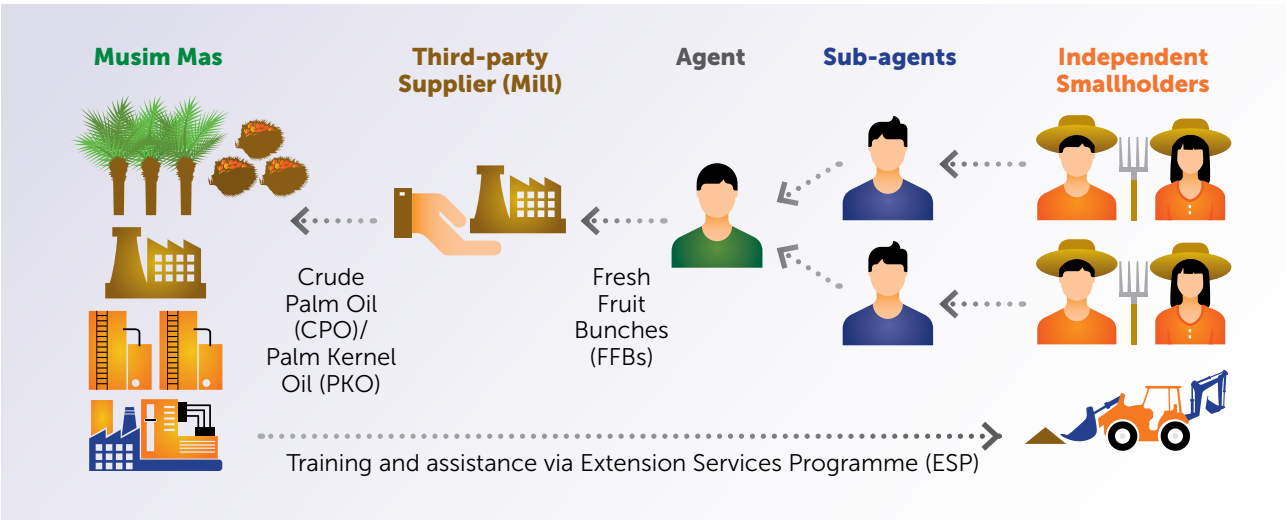 Musim Mas
Third-party
Supplier (Mill)
Agent
Sub-agents
Independent
Smallholders
Crude
Palm Oil
(CPO)/
Palm Kernel
Oil (PKO)
Fresh
Fruit
Bunches
(FFBs)
Training and assistance via Extension Services Programme (ESP)